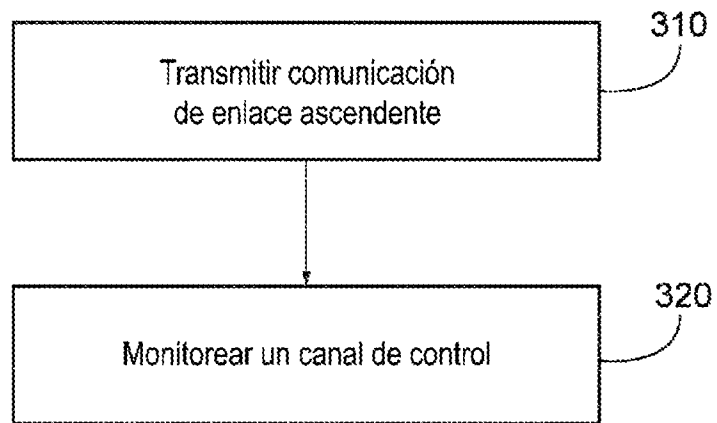 310
Transmitir comunicación
de enlace ascendente
320
Monitorear un canal de control